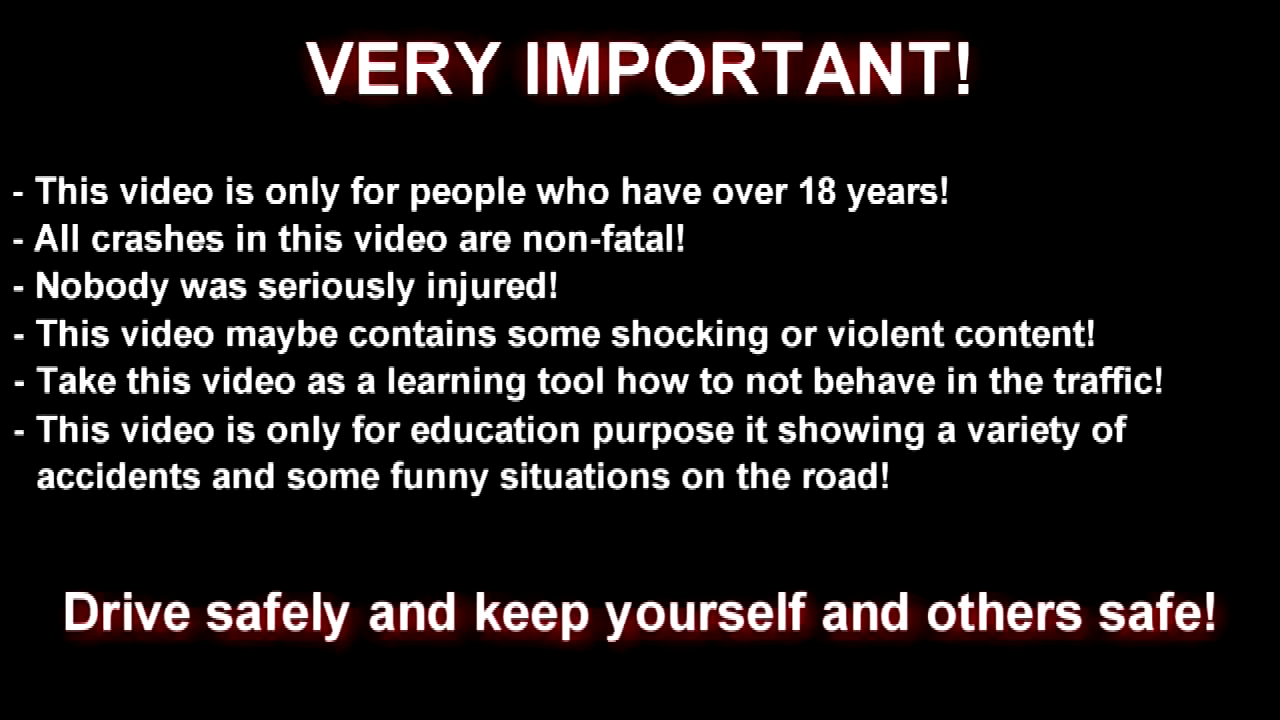 VERY IMPORTANT!
- This video is only for people who have over 18 years!
- All crashes in this video are non-fatal!
- Nobody was seriously injured!
- This video maybe contains some shocking or violent content!
- Take this video as a learning tool how to not behave in the traffic!
- This video is only for education purpose it showing a variety of
accidents and some funny situations on the road!
Drive safely and keep yourself and others safe!